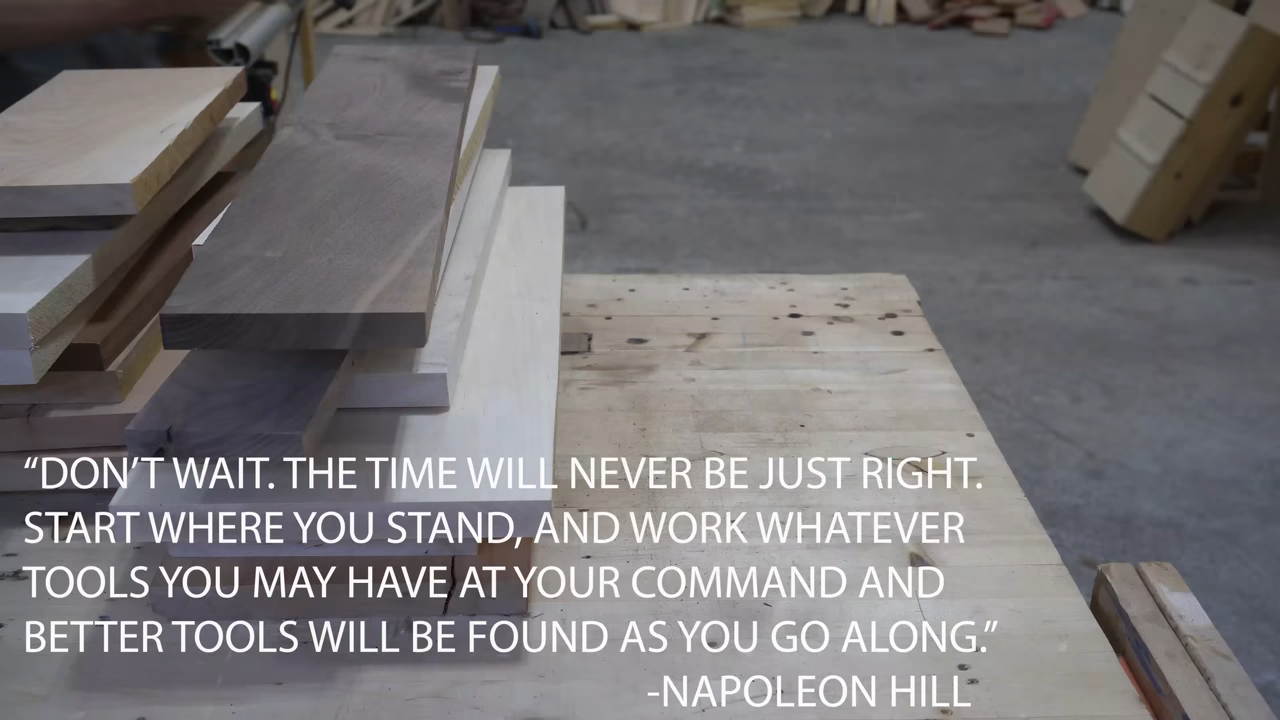 “DON’T WAIT. THE TIME WILL NEVER BE JUST RIGHT.
START WHERE YOU STAND, AND WORK WHATEVER
TOOLS YOU MAY HAVE AT YOUR COMMAND AND
BETTER TOOLS WILL BE FOUND AS YOU GO ALONG.”
-NAPOLEON HILL